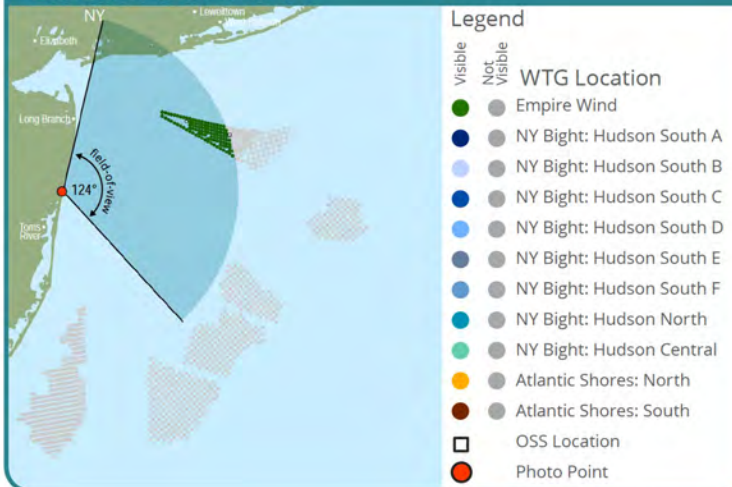 NY
Levittown
Elizabeth
Long Branch
field-of-view
124°
Toms
River
Legend
Visible
Not
Visible
WTG Location
Empire Wind
NY Bight: Hudson South A
NY Bight: Hudson South B
NY Bight: Hudson South C
NY Bight: Hudson South D
NY Bight: Hudson South E
NY Bight: Hudson South F
NY Bight: Hudson North
NY Bight: Hudson Central
Atlantic Shores: North
Atlantic Shores: South
OSS Location
Photo Point